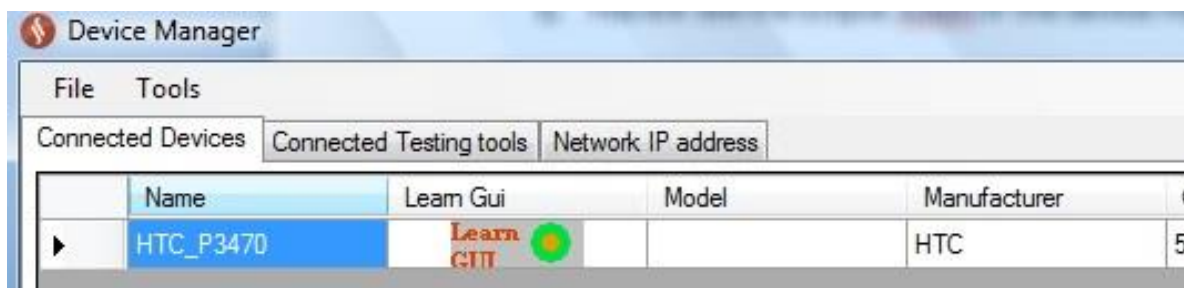 Device Manager
File Tools
Connected Devices Connected Testing tools Network IP address
Name Learn Gui Model Manufacturer
HTC_P3470 Learn GUI HTC 5